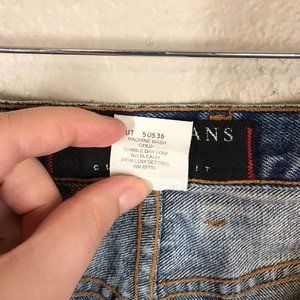 UT 50536
MACHINE WASH
COLD
TUMBLE DRY LOW
NO BLEACH
IRON LOW SETTING
ANS